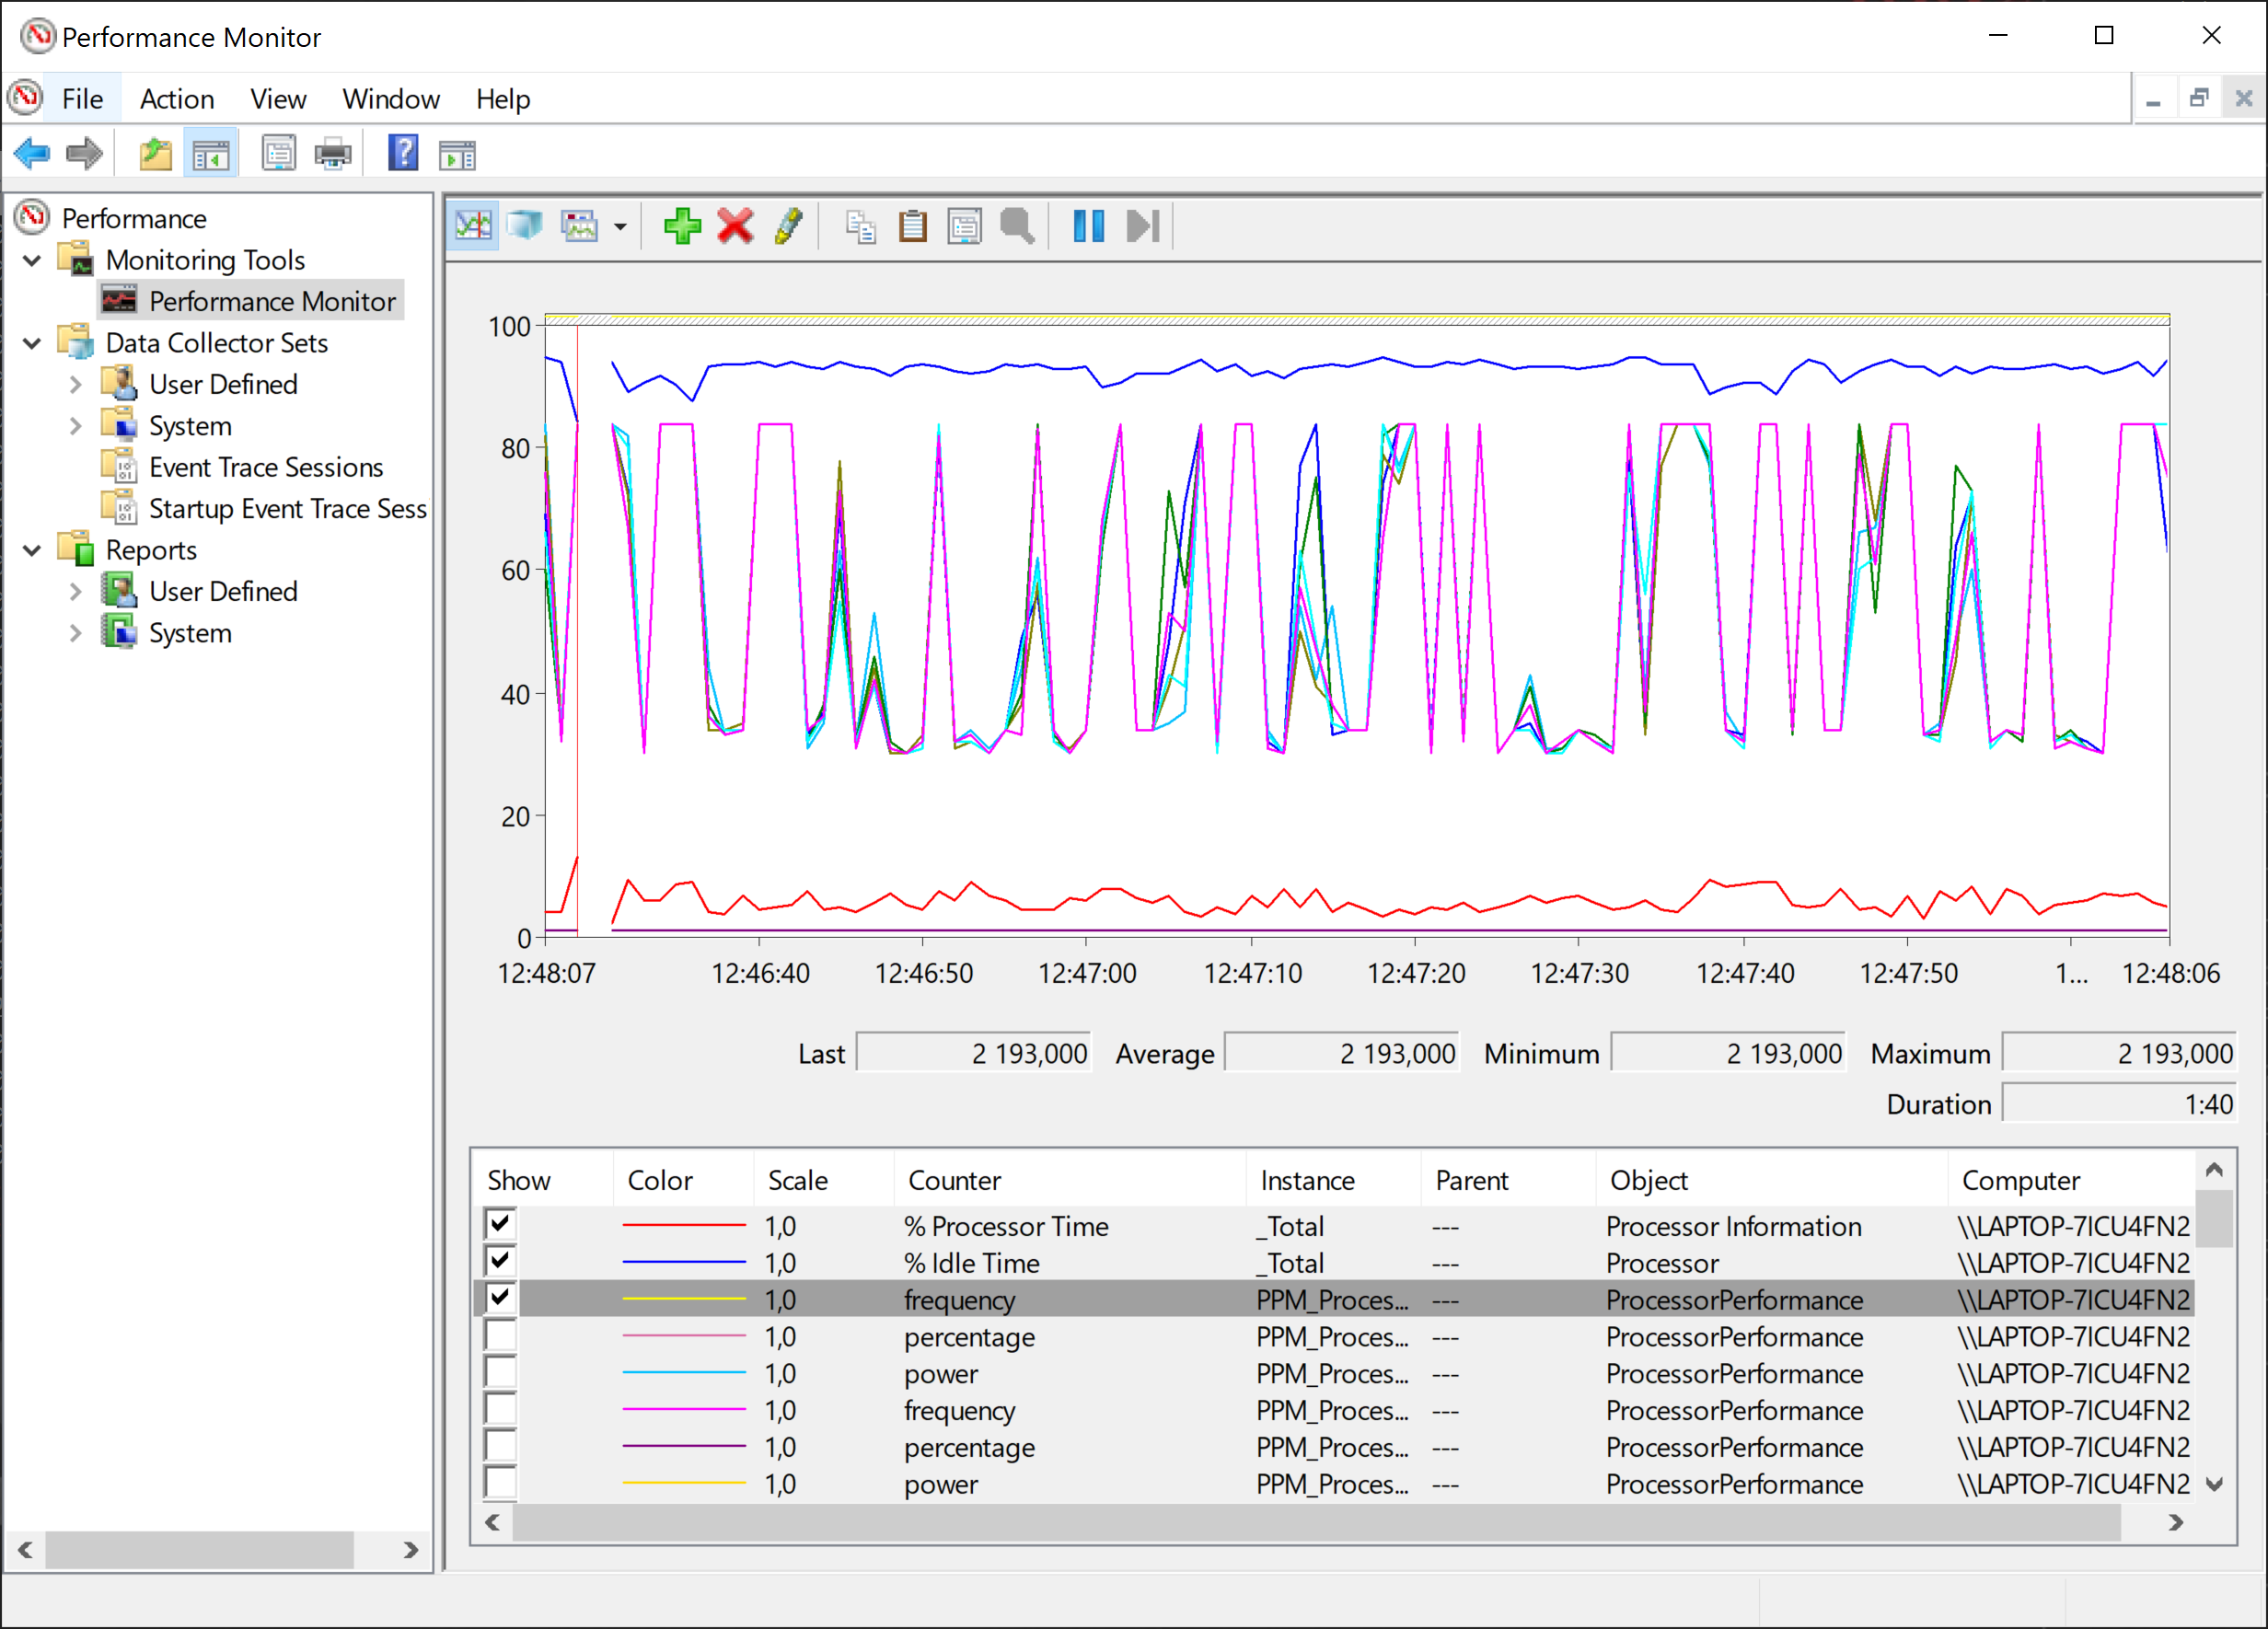 Performance Monitor
File Action View Window Help
Performance
Monitoring Tools
Performance Monitor
Data Collector Sets
User Defined
System
Event Trace Sessions
Startup Event Trace Sess
Reports
User Defined
System
100
80
60
40
20
0
12:48:07 12:46:40 12:46:50 12:47:00 12:47:10 12:47:20 12:47:30 12:47:40 12:47:50 1... 12:48:06
Last 2 193,000 Average 2 193,000 Minimum 2 193,000 Maximum 2 193,000
Duration 1:40
Show Color Scale Counter Instance Parent Object Computer
1,0 % Processor Time _Total --- Processor Information \\LAPTOP-7ICU4FN2
1,0 % Idle Time _Total --- Processor \\LAPTOP-7ICU4FN2
1,0 frequency PPM_Proces... --- ProcessorPerformance \\LAPTOP-7ICU4FN2
1,0 percentage PPM_Proces... --- ProcessorPerformance \\LAPTOP-7ICU4FN2
1,0 power PPM_Proces... --- ProcessorPerformance \\LAPTOP-7ICU4FN2
1,0 frequency PPM_Proces... --- ProcessorPerformance \\LAPTOP-7ICU4FN2
1,0 percentage PPM_Proces... --- ProcessorPerformance \\LAPTOP-7ICU4FN2
1,0 power PPM_Proces... --- ProcessorPerformance \\LAPTOP-7ICU4FN2